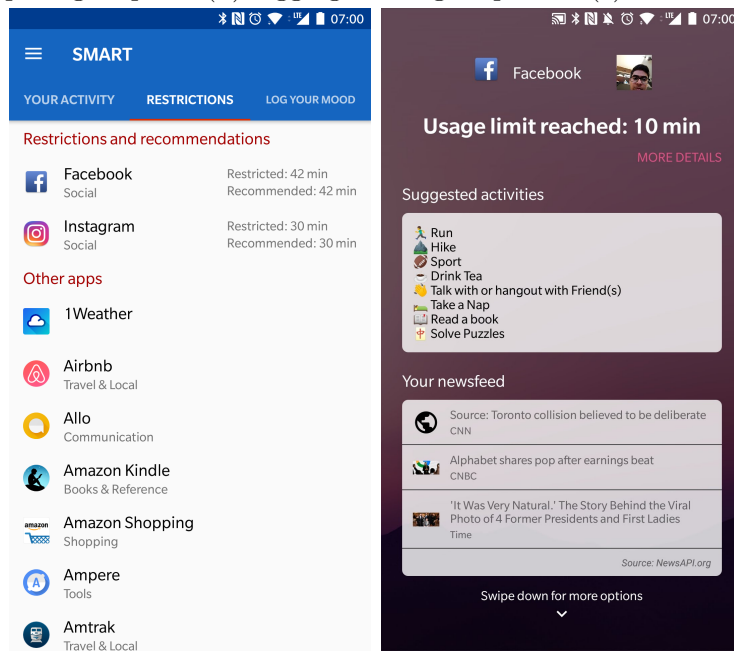 07:00
SMART
YOUR ACTIVITY
RESTRICTIONS
LOG YOUR MOOD
Restrictions and recommendations
Facebook
Social
Restricted: 42 min
Recommended: 42 min
Instagram
Social
Restricted: 30 min
Recommended: 30 min
Other apps
1Weather
Airbnb
Travel & Local
Allo
Communication
Amazon Kindle
Books & Reference
amazon
Amazon Shopping
Shopping
Ampere
Tools
Amtrak
Travel & Local
LTE
07:00
Facebook
Usage limit reached: 10 min
MORE DETAILS
Suggested activities
Run
Hike
Sport
Drink Tea
Talk with or hangout with Friend(s)
Take a Nap
Read a book
Solve Puzzles
Your newsfeed
Source: Toronto collision believed to be deliberate
CNN
Alphabet shares pop after earnings beat
CNBC
'It Was Very Natural.' The Story Behind the Viral
Photo of 4 Former Presidents and First Ladies
Time
Source: NewsAPI.org
Swipe down for more options